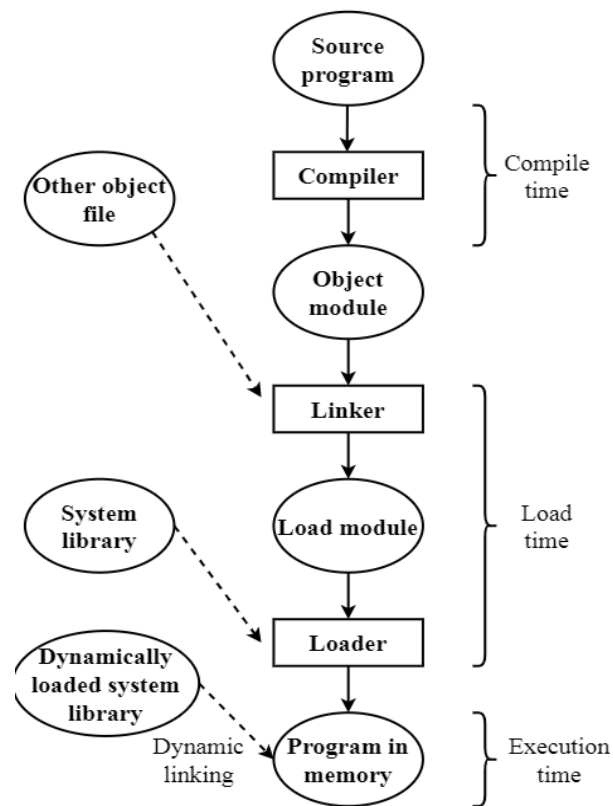 Source
program
Compiler
Compile
time
Other object
file
Object
module
Linker
System
library
Load module
Load
time
Loader
Dynamically
loaded system
library
Dynamic
linking
Program in
memory
Execution
time